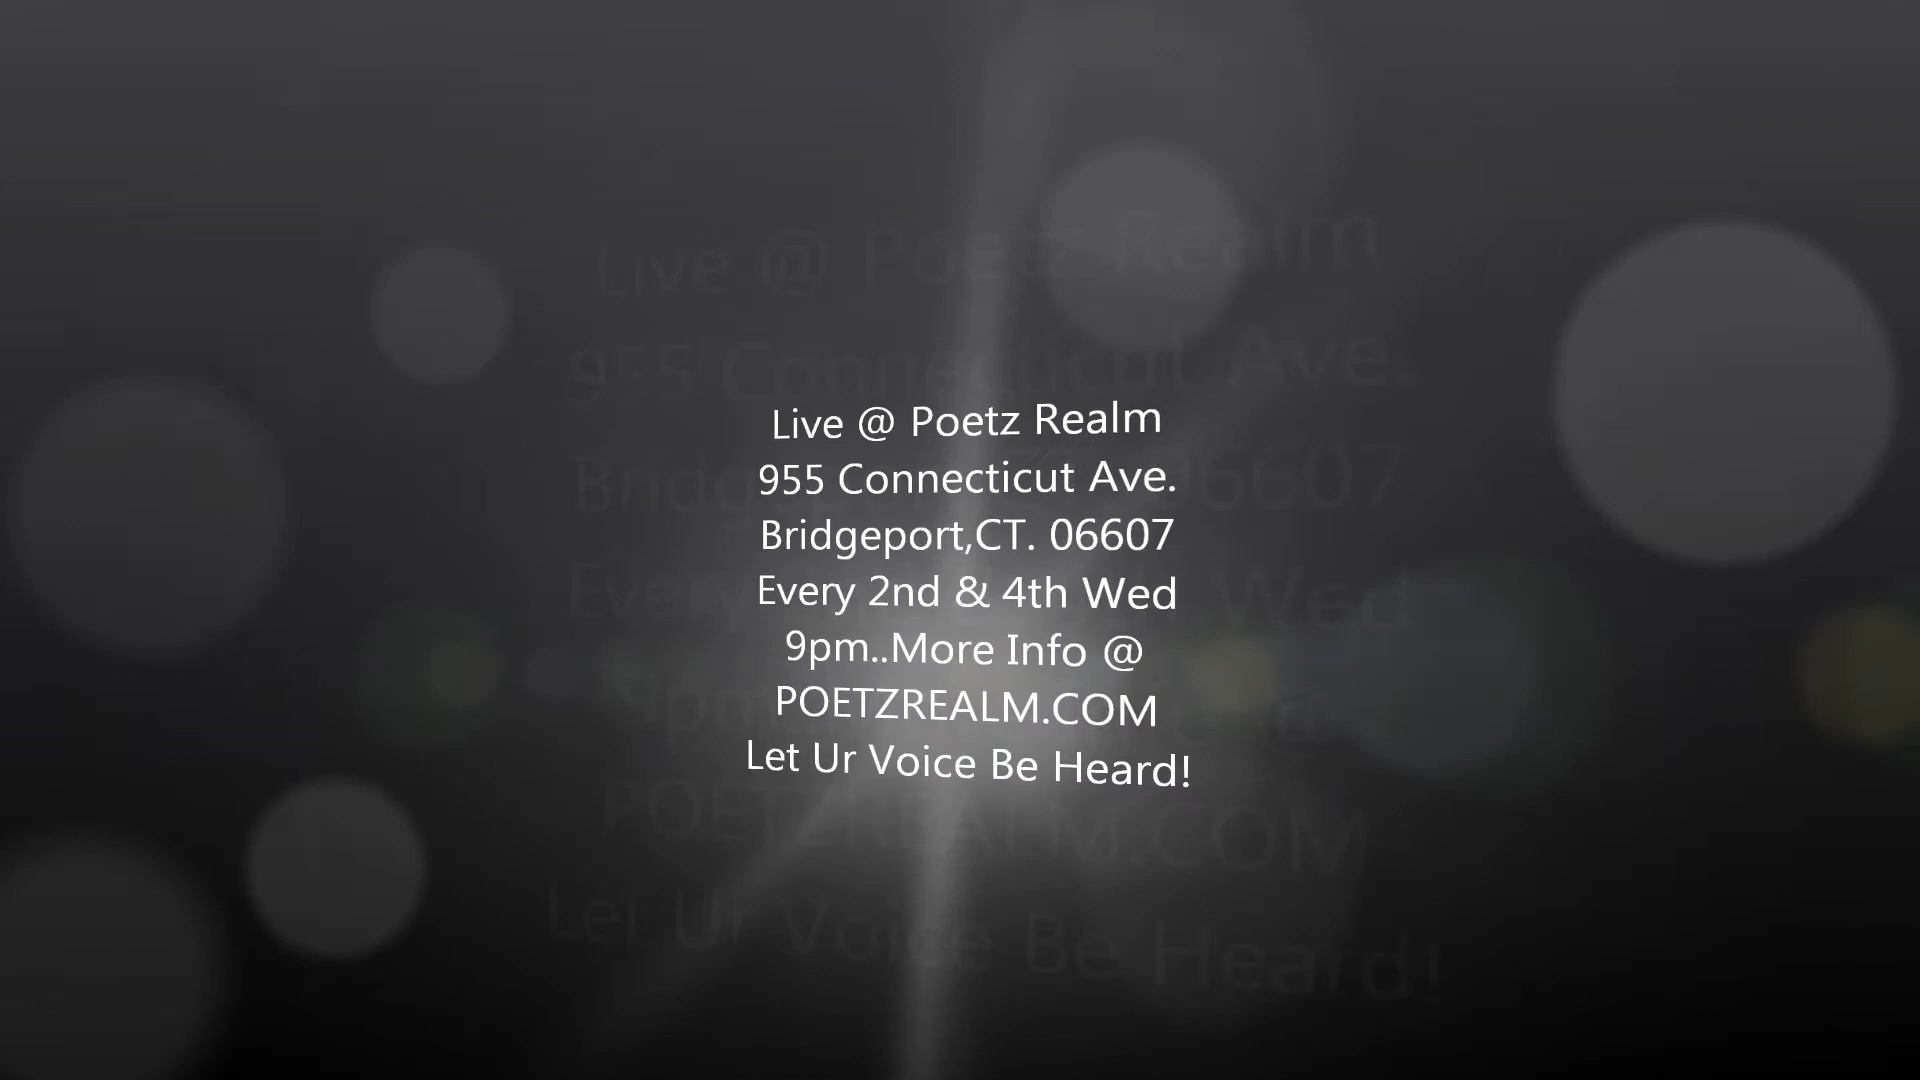 Live @ Poetz Realm
955 Connecticut Ave.
Bridgeport,CT. 06607
Every 2nd & 4th Wed
9pm..More Info @
POETZREALM.COM
Let Ur Voice Be Heard!